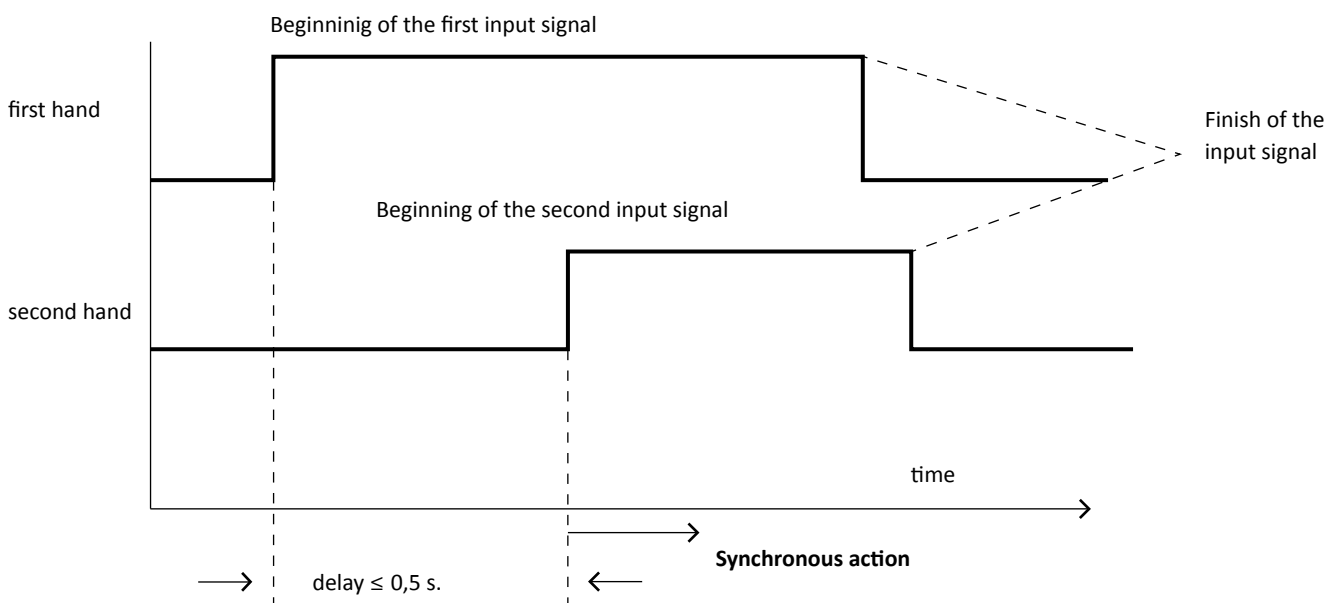 Beginninig of the first input signal
first hand
Finish of the
input signal
Beginning of the second input signal
second hand
time
Synchronous action
delay ≤ 0,5 s.